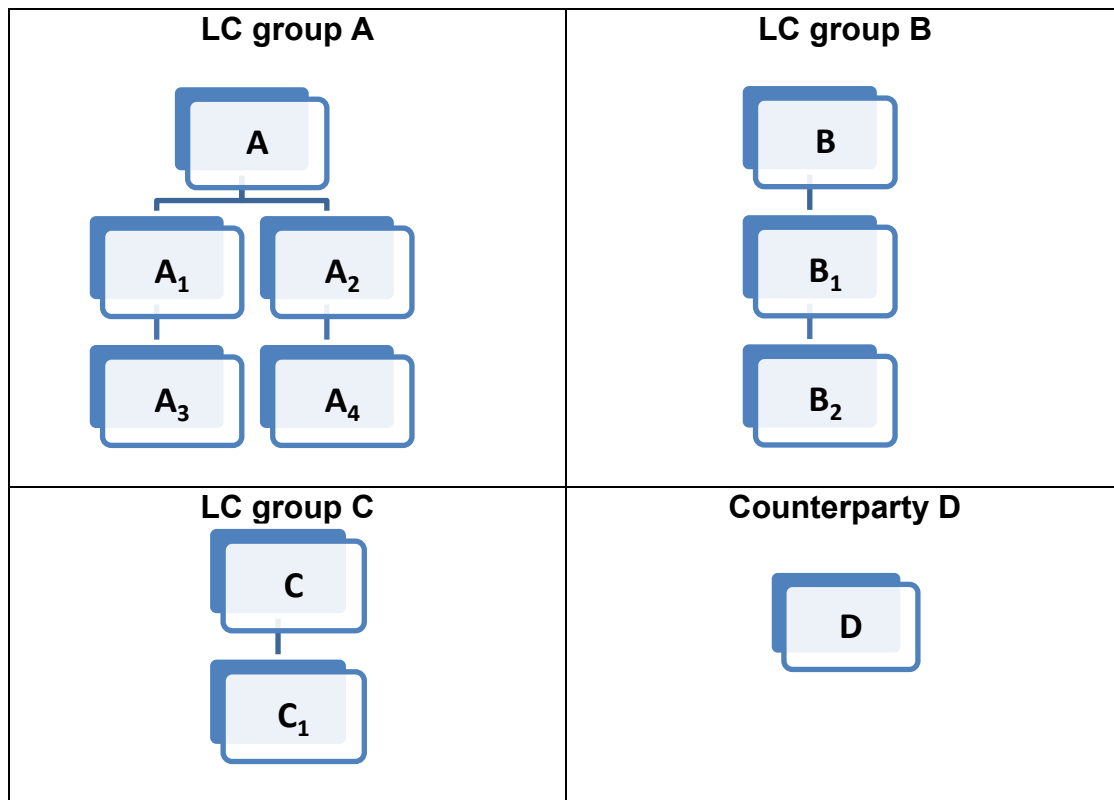 LC group A
A
A₁ A₂
A₃ A₄
LC group B
B
B₁
B₂
LC group C
C
C₁
Counterparty D
D